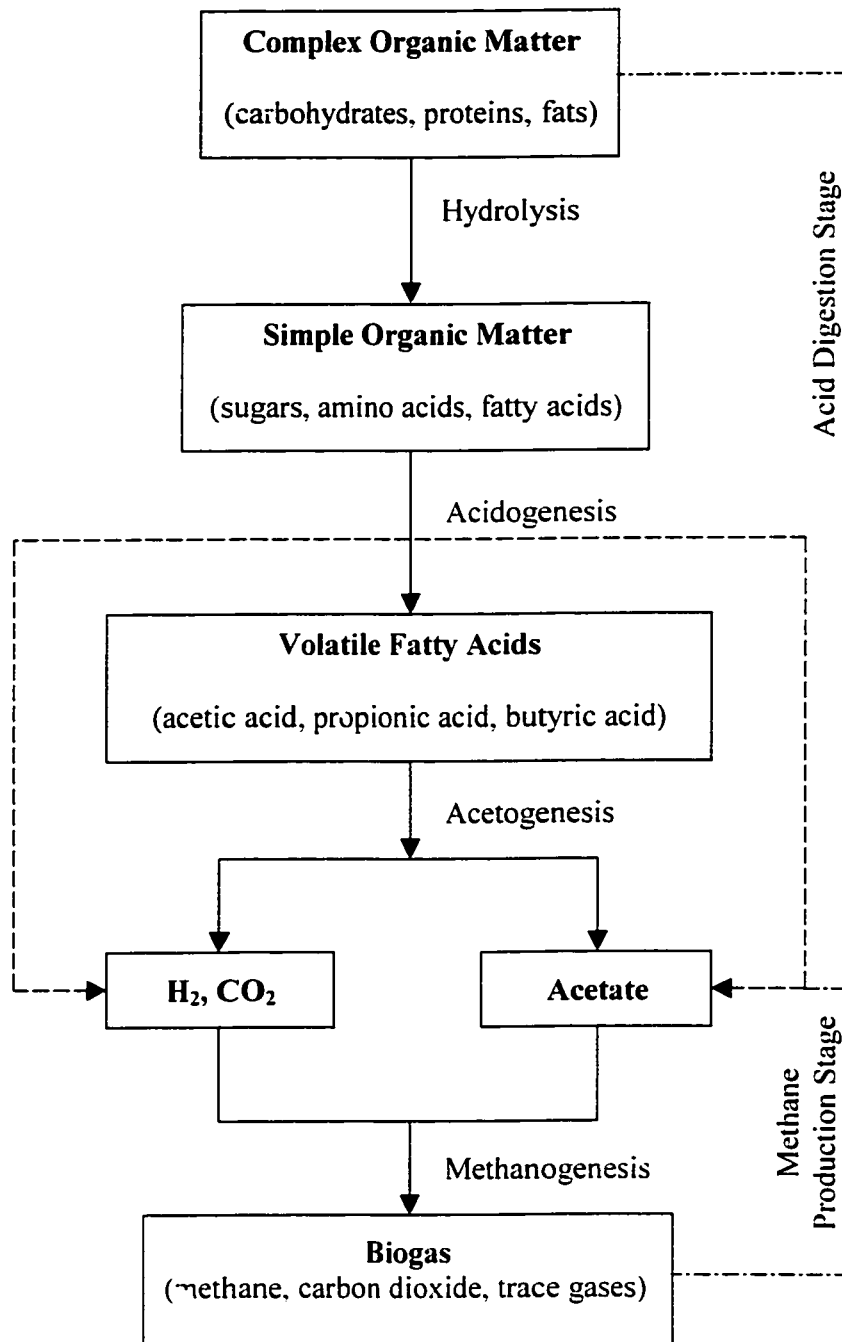 Complex Organic Matter
(carbohydrates, proteins, fats)
Hydrolysis
Acid Digestion Stage
Simple Organic Matter
(sugars, amino acids, fatty acids)
Acidogenesis
Volatile Fatty Acids
(acetic acid, propionic acid, butyric acid)
Acetogenesis
H₂, CO₂
Acetate
Methanogenesis
Methane
Production Stage
Biogas
(methane, carbon dioxide, trace gases)